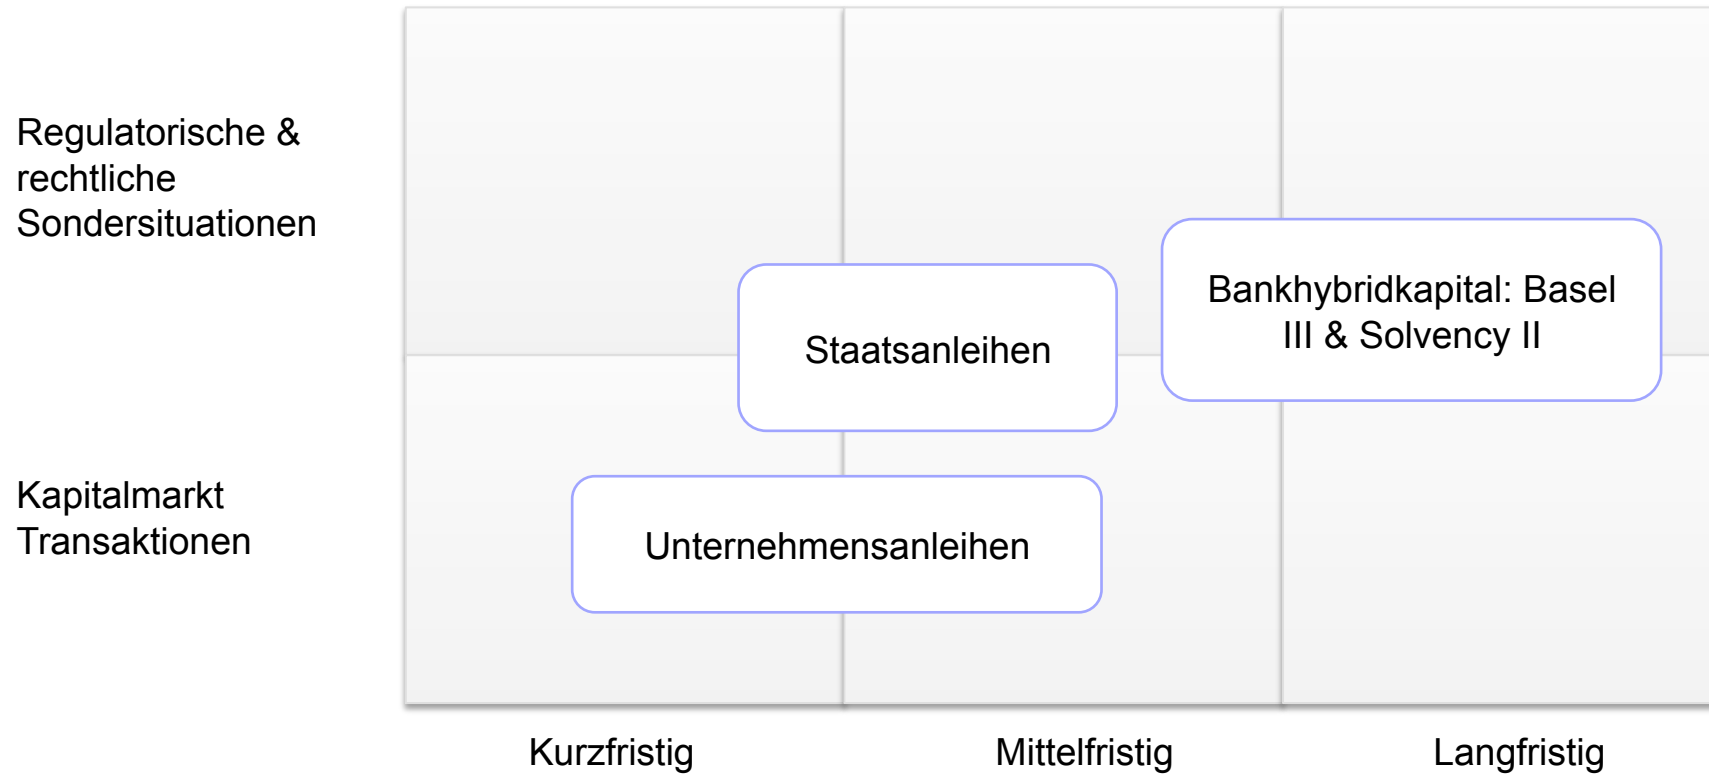 Regulatorische &
rechtliche
Sondersituationen
Bankhybridkapital: Basel
III & Solvency II
Staatsanleihen
Kapitalmarkt
Transaktionen
Unternehmensanleihen
Kurzfristig
Mittelfristig
Langfristig